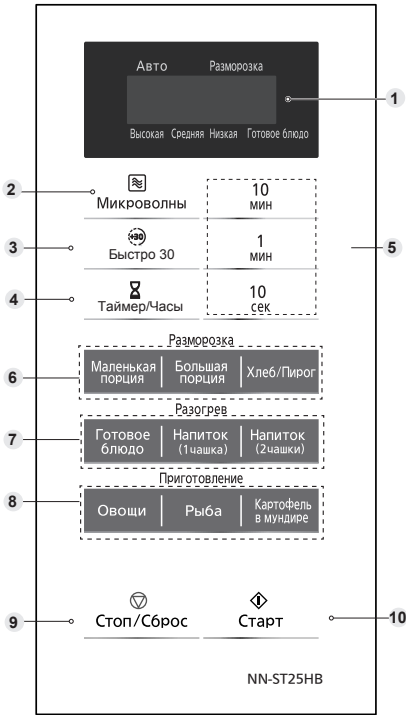 Авто Разморозка
1
Высокая Средняя Низкая Готовое блюдо
2
Микроволны
10
мин
3
+30
Быстро 30
1
мин
5
4
Таймер/Часы
10
сек
Разморозка
6
Маленькая
порция
Большая
порция
Хлеб/Пирог
Разогрев
7
Готовое
блюдо
Напиток
(1чашка)
Напиток
(2чашки)
Приготовление
8
Овощи
Рыба
Картофель
в мундире
9
Стоп/Сброс
Старт
10
NN-ST25HB